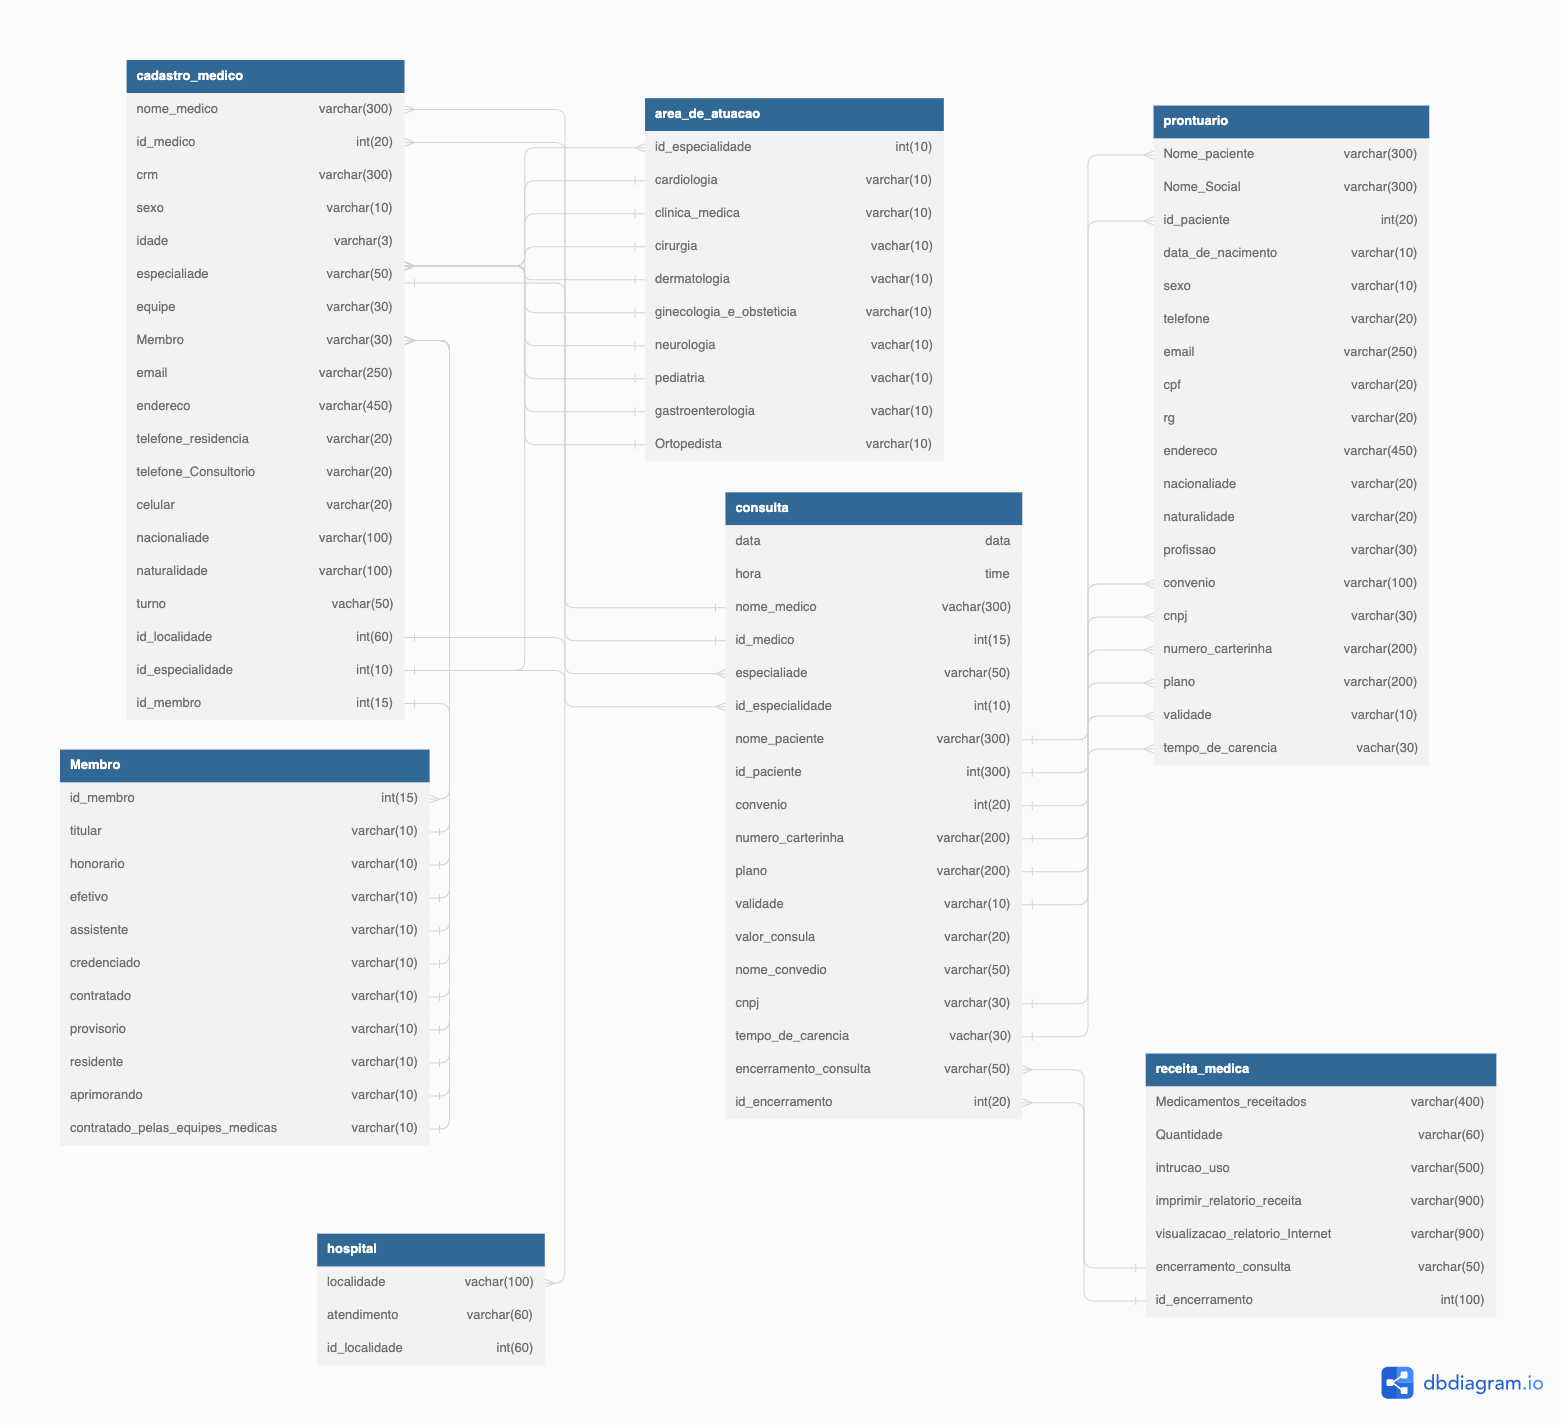 cadastro_medico
nome_medico varchar(300)
id_medico int(20)
crm varchar(300)
sexo varchar(10)
idade varchar(3)
especialiade varchar(50)
equipe varchar(30)
Membro varchar(30)
email varchar(250)
endereco varchar(450)
telefone_residencia varchar(20)
telefone_Consultorio varchar(20)
celular varchar(20)
nacionaliade varchar(100)
naturalidade varchar(100)
turno vachar(50)
id_localidade int(60)
id_especialidade int(10)
id_membro int(15)
area_de_atuacao
id_especialidade int(10)
cardiologia varchar(10)
clinica_medica varchar(10)
cirurgia vachar(10)
dermatologia vachar(10)
ginecologia_e_obsteticia varchar(10)
neurologia vachar(10)
pediatria vachar(10)
gastroenterologia vachar(10)
Ortopedista varchar(10)
prontuario
Nome_paciente varchar(300)
Nome_Social varchar(300)
id_paciente int(20)
data_de_nacimento varchar(10)
sexo varchar(10)
telefone varchar(20)
email varchar(250)
cpf varchar(20)
rg varchar(20)
endereco varchar(450)
nacionaliade varchar(20)
naturalidade varchar(20)
profissao varchar(30)
convenio varchar(100)
cnpj varchar(30)
numero_carterinha varchar(200)
plano varchar(200)
validade varchar(10)
tempo_de_carencia vachar(30)
consulta
data data
hora time
nome_medico vachar(300)
id_medico int(15)
especialiade varchar(50)
id_especialidade int(10)
nome_paciente varchar(300)
id_paciente int(300)
convenio int(20)
numero_carterinha varchar(200)
plano varchar(200)
validade varchar(10)
valor_consula varchar(20)
nome_convedio varchar(50)
cnpj varchar(30)
tempo_de_carencia vachar(30)
encerramento_consulta varchar(50)
id_encerramento int(20)
Membro
id_membro int(15)
titular varchar(10)
honorario varchar(10)
efetivo varchar(10)
assistente varchar(10)
credenciado varchar(10)
contratado varchar(10)
provisorio varchar(10)
residente varchar(10)
aprimorando varchar(10)
contratado_pelas_equipes_medicas varchar(10)
receita_medica
Medicamentos_receitados varchar(400)
Quantidade varchar(60)
intrucao_uso varchar(500)
imprimir_relatorio_receita varchar(900)
visualizacao_relatorio_Internet varchar(900)
encerramento_consulta varchar(50)
id_encerramento int(100)
hospital
localidade vachar(100)
atendimento varchar(60)
id_localidade int(60)
dbdiagram.io